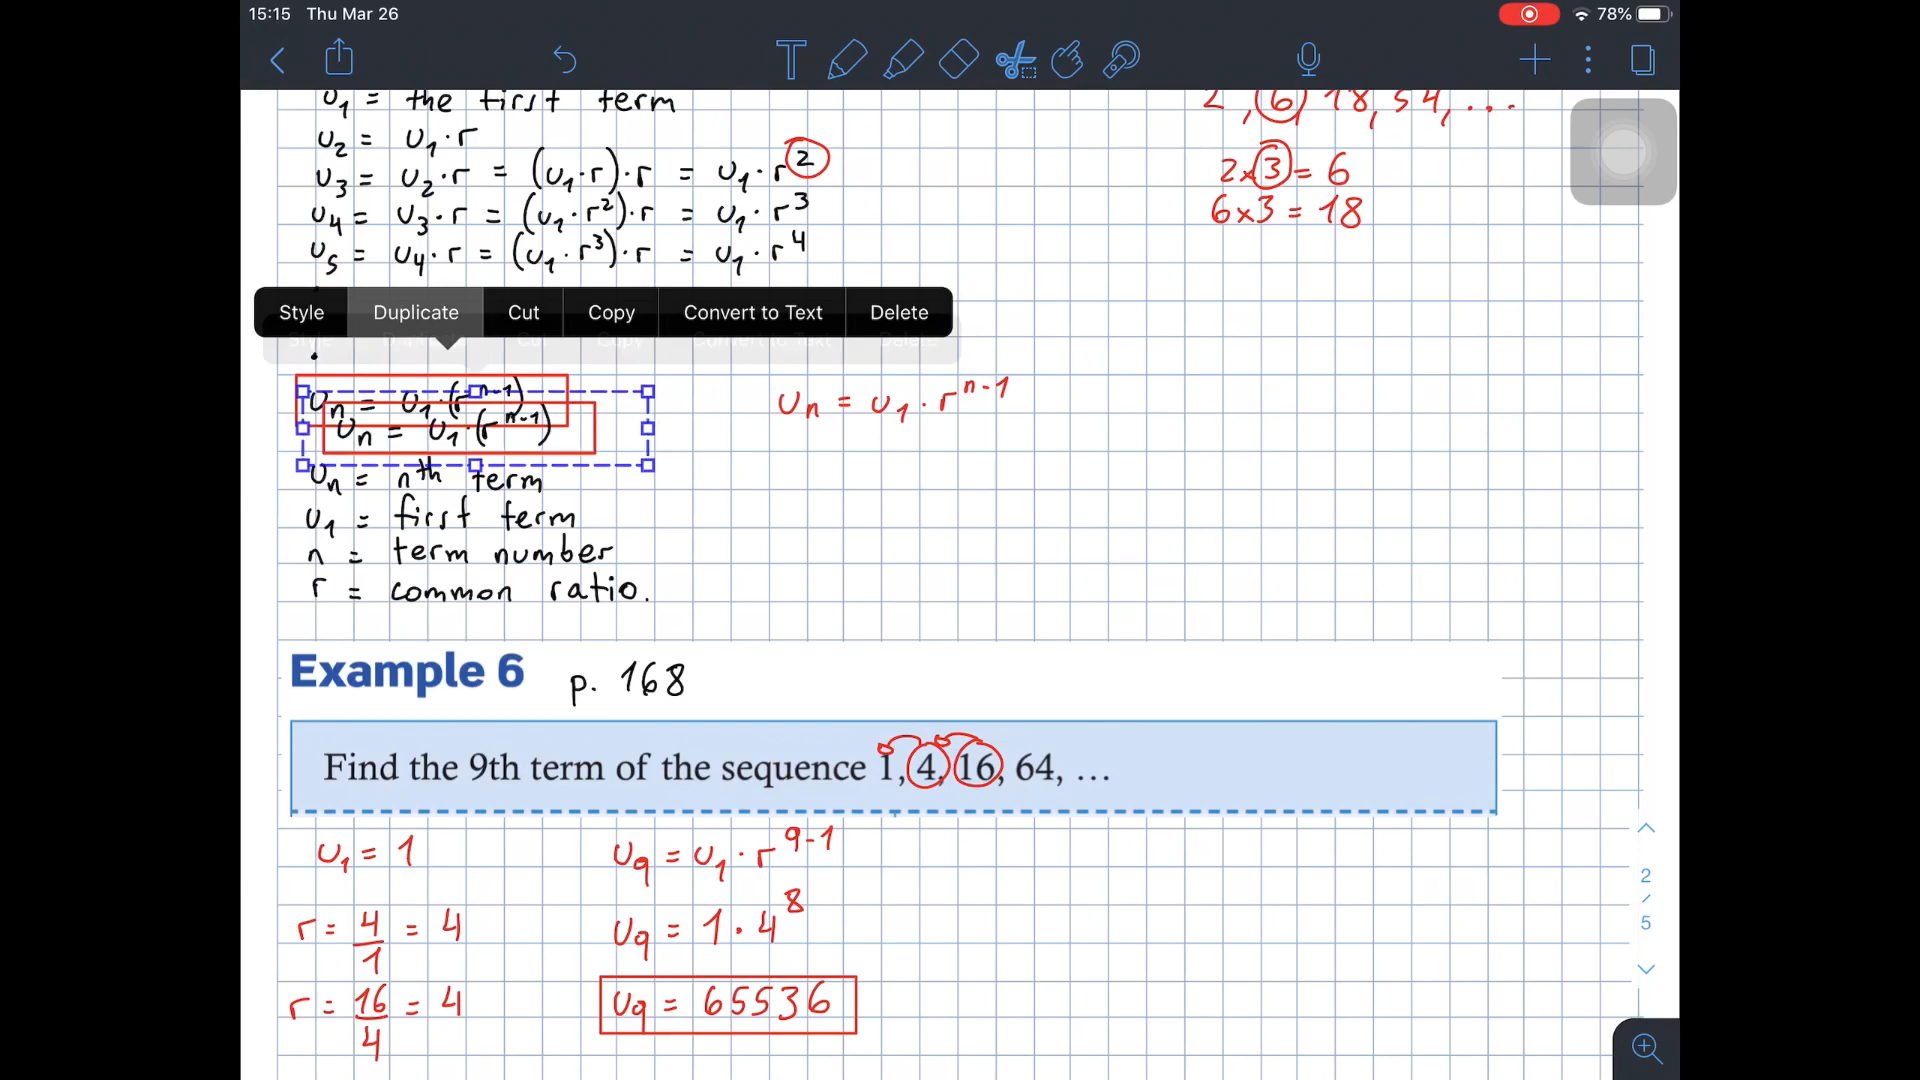 15:15 Thu Mar 26
78%
u₁ = the first term
2, 6, 18, 54, ...
u₂ = u₁·r
u₃ = u₂·r = (u₁·r)·r = u₁·r²
2×3=6
u₄ = u₃·r = (u₁·r²)·r = u₁·r³
6×3=18
u₅ = u₄·r = (u₁·r³)·r = u₁·r⁴
Style Duplicate Cut Copy Convert to Text Delete
uₙ = u₁·(rⁿ⁻¹)
uₙ = u₁·rⁿ⁻¹
uₙ = u₁·(rⁿ⁻¹)
uₙ = nᵗʰ term
u₁ = first term
n = term number
r = common ratio.
Example 6 p. 168
Find the 9th term of the sequence 1, 4, 16, 64, …
u₁ = 1
u₉ = u₁·r⁹⁻¹
r = 4/1 = 4
u₉ = 1·4⁸
r = 16/4 = 4
u₉ = 65536
2
/
5